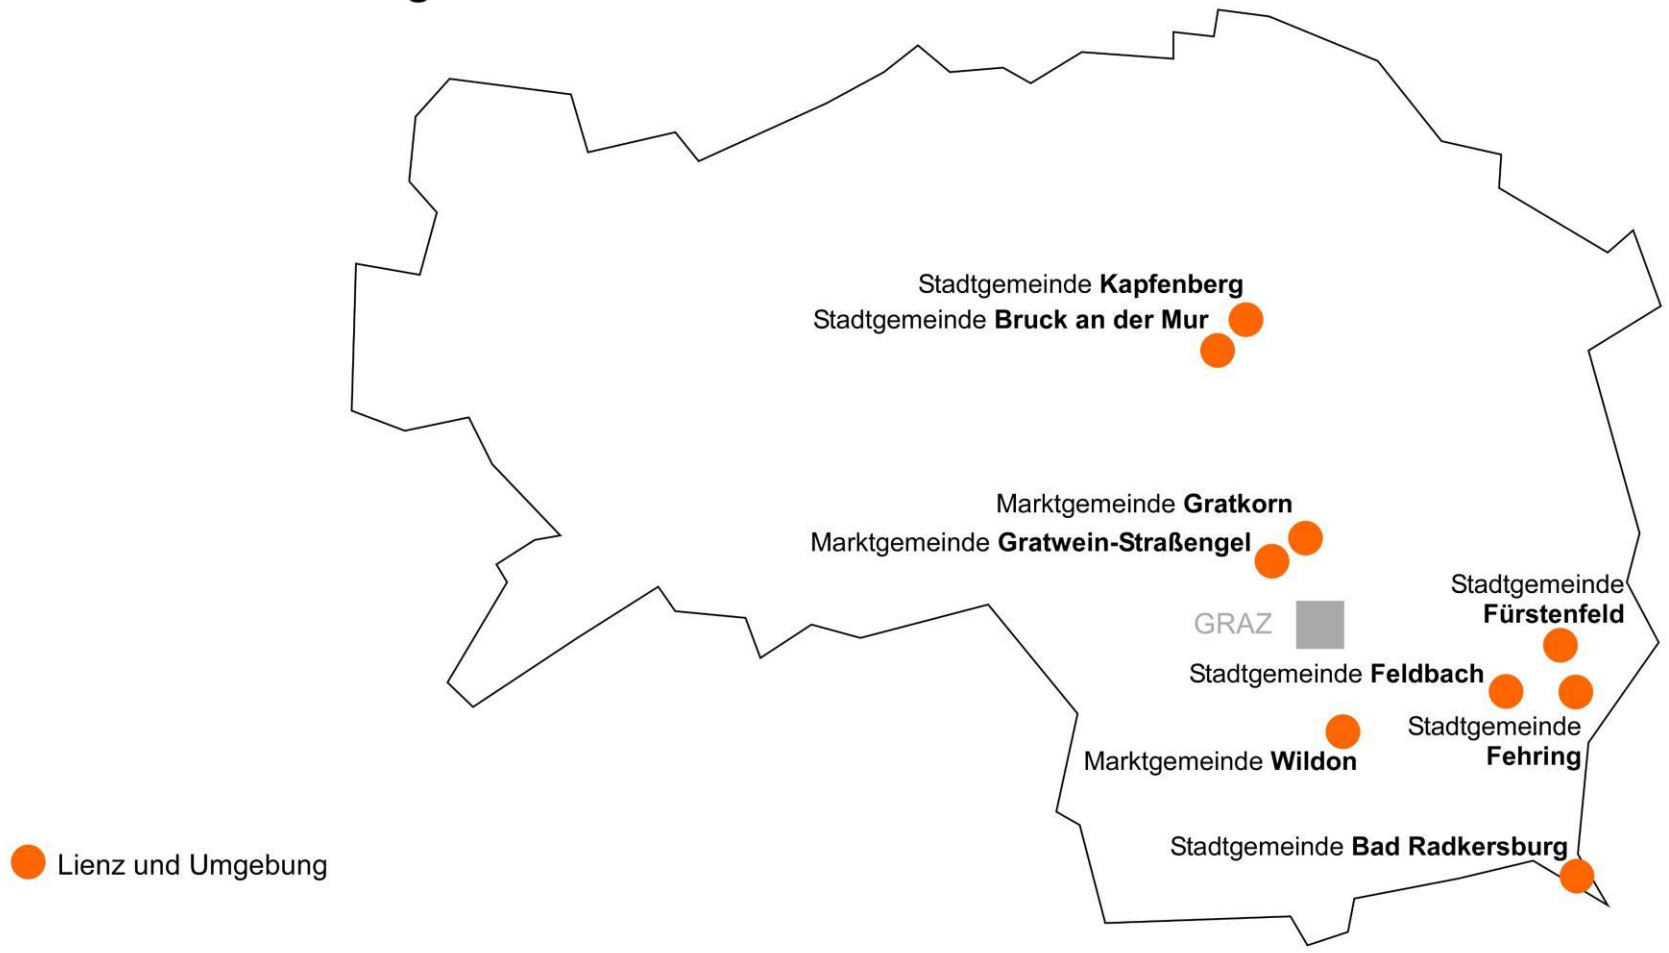 Stadtgemeinde Kapfenberg
Stadtgemeinde Bruck an der Mur
Marktgemeinde Gratkorn
Marktgemeinde Gratwein-Straßengel
Stadtgemeinde
Fürstenfeld
GRAZ
Stadtgemeinde Feldbach
Stadtgemeinde
Fehring
Marktgemeinde Wildon
Stadtgemeinde Bad Radkersburg
Lienz und Umgebung